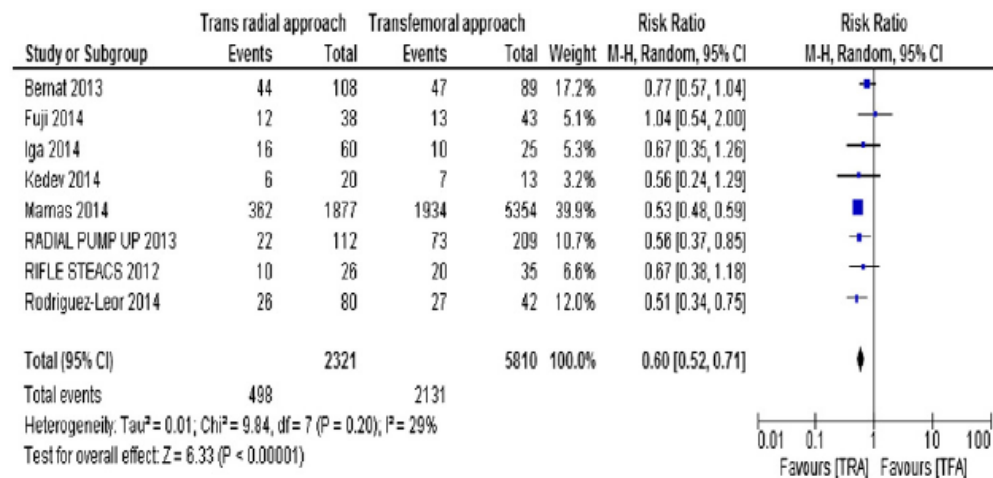 Trans radial approach Transfemoral approach Risk Ratio Risk Ratio
Study or Subgroup Events Total Events Total Weight M-H, Random, 95% CI M-H, Random, 95% CI
Bernat 2013 44 108 47 89 17.2% 0.77 [0.57, 1.04]
Fuji 2014 12 38 13 43 5.1% 1.04 [0.54, 2.00]
Iga 2014 16 60 10 25 5.3% 0.67 [0.35, 1.26]
Kedev 2014 6 20 7 13 3.2% 0.56 [0.24, 1.29]
Mamas 2014 362 1877 1934 5354 39.9% 0.53 [0.48, 0.59]
RADIAL PUMP UP 2013 22 112 73 209 10.7% 0.56 [0.37, 0.85]
RIFLE STEACS 2012 10 26 20 35 6.6% 0.67 [0.38, 1.18]
Rodriguez-Leor 2014 26 80 27 42 12.0% 0.51 [0.34, 0.75]
Total (95% CI) 2321 5810 100.0% 0.60 [0.52, 0.71]
Total events 498 2131
Heterogeneity: Tau² = 0.01; Chi² = 9.84, df = 7 (P = 0.20); I² = 29%
Test for overall effect: Z = 6.33 (P < 0.00001)
0.01 0.1 1 10 100
Favours [TRA] Favours [TFA]